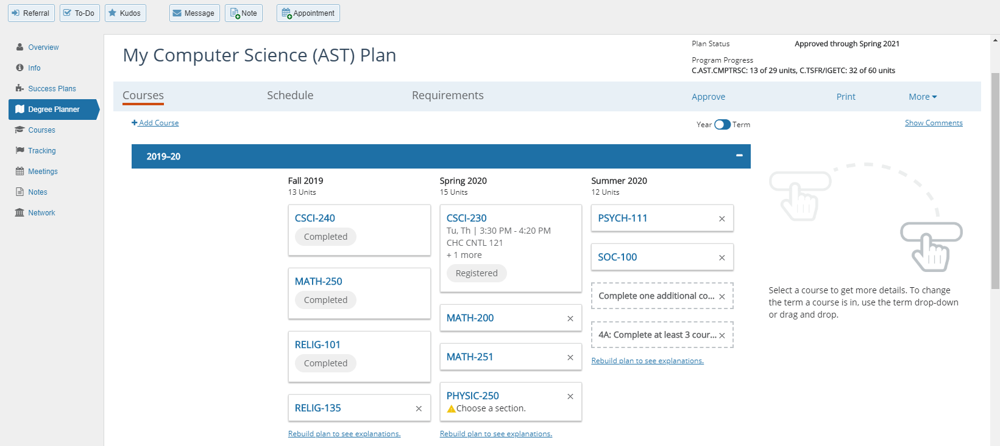 Referral
To-Do
Kudos
Message
Note
Appointment
Overview
Info
Success Plans
Degree Planner
Courses
Tracking
Meetings
Notes
Network
My Computer Science (AST) Plan
Plan Status
Approved through Spring 2021
Program Progress
C.AST.CMPTRSC: 13 of 29 units, C.TSFR/IGETC: 32 of 60 units
Courses
Schedule
Requirements
Approve
Print
More
Add Course
Year
Term
Show Comments
2019–20
Fall 2019
13 Units
CSCI-240
Completed
MATH-250
Completed
RELIG-101
Completed
RELIG-135
Rebuild plan to see explanations.
Spring 2020
15 Units
CSCI-230
Tu, Th | 3:30 PM - 4:20 PM
CHC CNTL 121
+ 1 more
Registered
MATH-200
MATH-251
PHYSIC-250
Choose a section.
Rebuild plan to see explanations.
Summer 2020
12 Units
PSYCH-111
SOC-100
Complete one additional co...
4A: Complete at least 3 cour...
Rebuild plan to see explanations.
Select a course to get more details. To change
the term a course is in, use the term drop-down
or drag and drop.